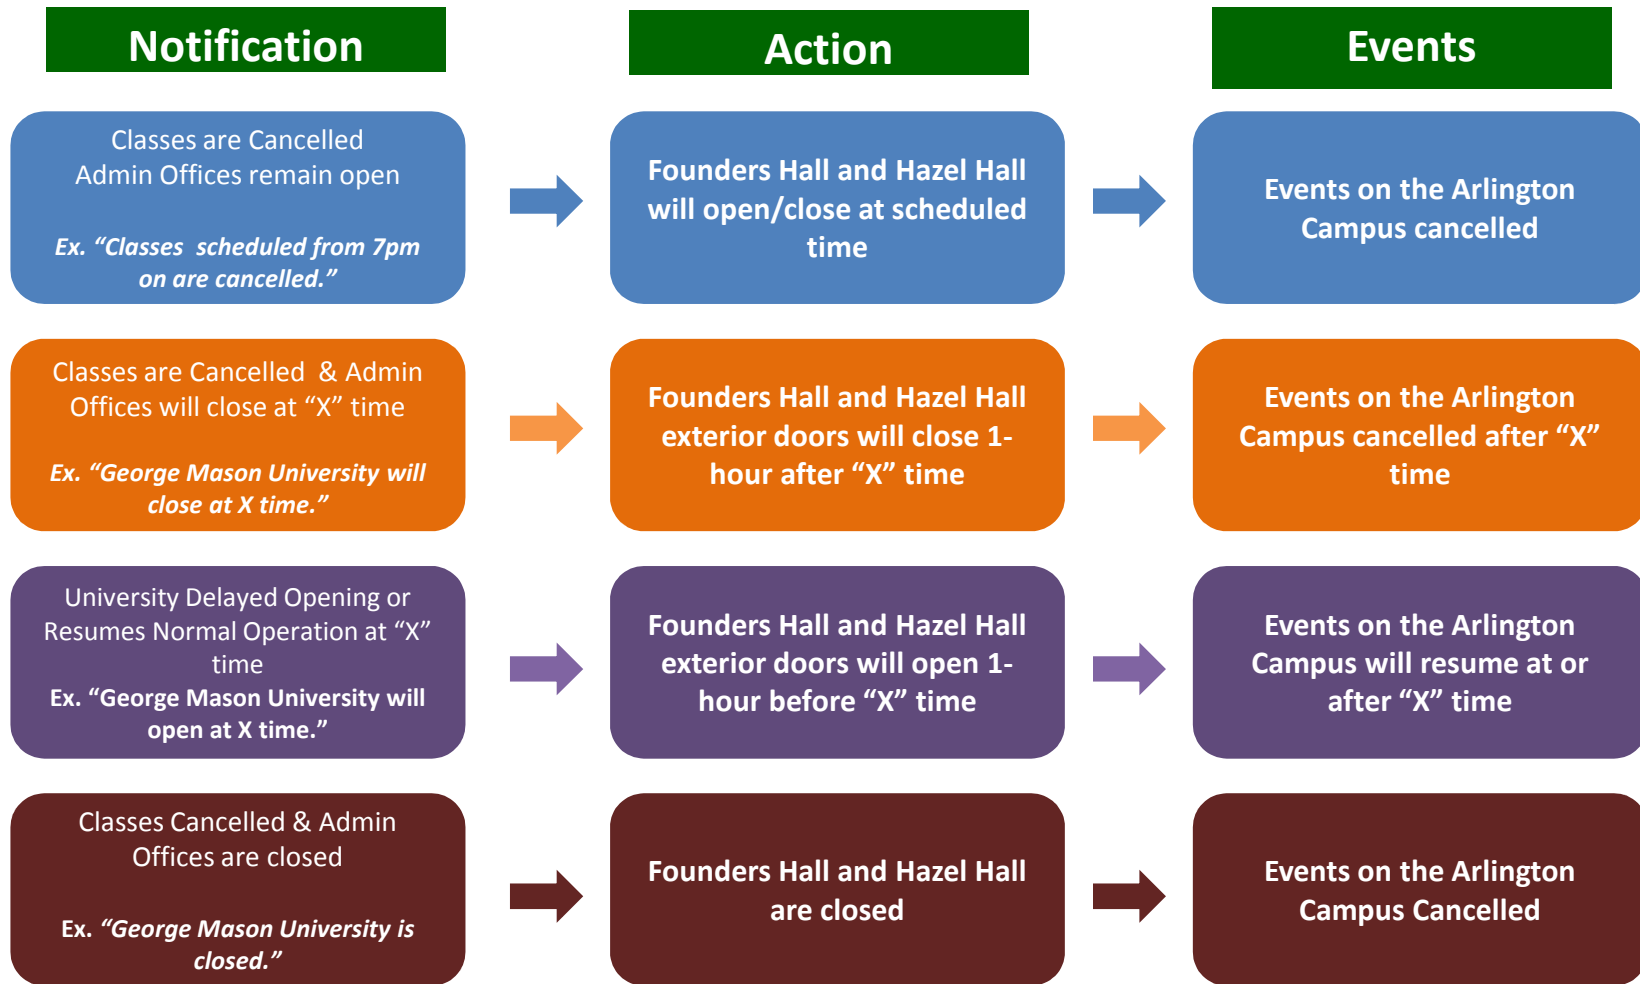 Notification
Action
Events
Classes are Cancelled
Admin Offices remain open
Ex. “Classes scheduled from 7pm
on are cancelled.”
Founders Hall and Hazel Hall
will open/close at scheduled
time
Events on the Arlington
Campus cancelled
Classes are Cancelled & Admin
Offices will close at “X” time
Ex. “George Mason University will
close at X time.”
Founders Hall and Hazel Hall
exterior doors will close 1-
hour after “X” time
Events on the Arlington
Campus cancelled after “X”
time
University Delayed Opening or
Resumes Normal Operation at “X”
time
Ex. “George Mason University will
open at X time.”
Founders Hall and Hazel Hall
exterior doors will open 1-
hour before “X” time
Events on the Arlington
Campus will resume at or
after “X” time
Classes Cancelled & Admin
Offices are closed
Ex. “George Mason University is
closed.”
Founders Hall and Hazel Hall
are closed
Events on the Arlington
Campus Cancelled